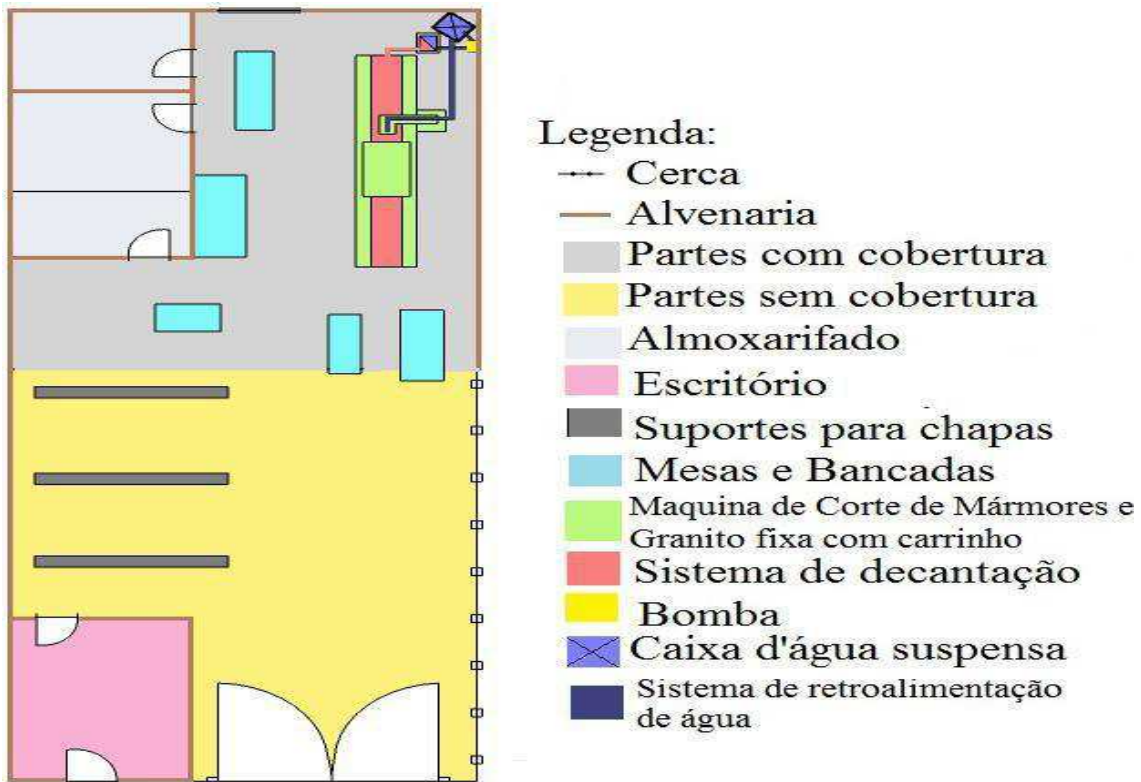 Legenda:
Cerca
Alvenaria
Partes com cobertura
Partes sem cobertura
Almoxarifado
Escritório
Suportes para chapas
Mesas e Bancadas
Maquina de Corte de Mármores e
Granito fixa com carrinho
Sistema de decantação
Bomba
Caixa d'água suspensa
Sistema de retroalimentação
de água